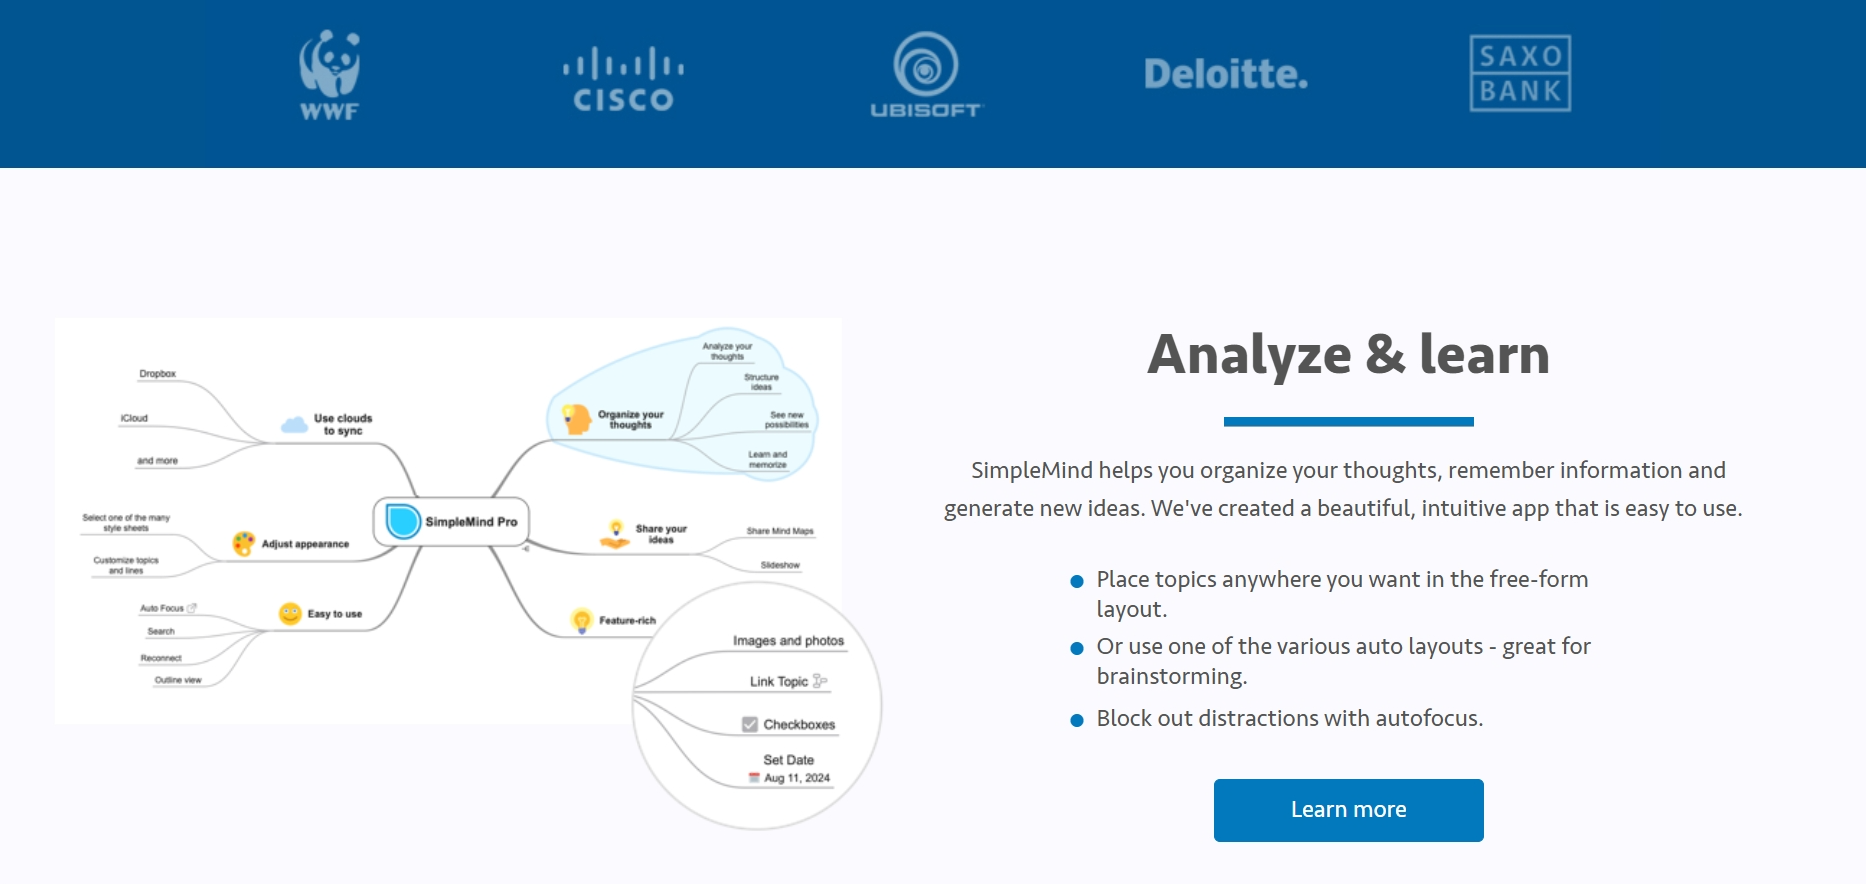 WWF
CISCO
UBISOFT
Deloitte.
SAXO
BANK
Dropbox
iCloud
and more
Use clouds
to sync
Select one of the many
style sheets
Customize topics
and lines
Adjust appearance
Auto Focus
Search
Reconnect
Outline view
Easy to use
SimpleMind Pro
Organize your
thoughts
Analyze your
thoughts
Structure
ideas
See new
possibilities
Learn and
memorize
Share your
ideas
Share Mind Maps
Slideshow
Feature-rich
Images and photos
Link Topic
Checkboxes
Set Date
Aug 11, 2024
Analyze & learn
SimpleMind helps you organize your thoughts, remember information and
generate new ideas. We've created a beautiful, intuitive app that is easy to use.
Place topics anywhere you want in the free-form
layout.
Or use one of the various auto layouts - great for
brainstorming.
Block out distractions with autofocus.
Learn more